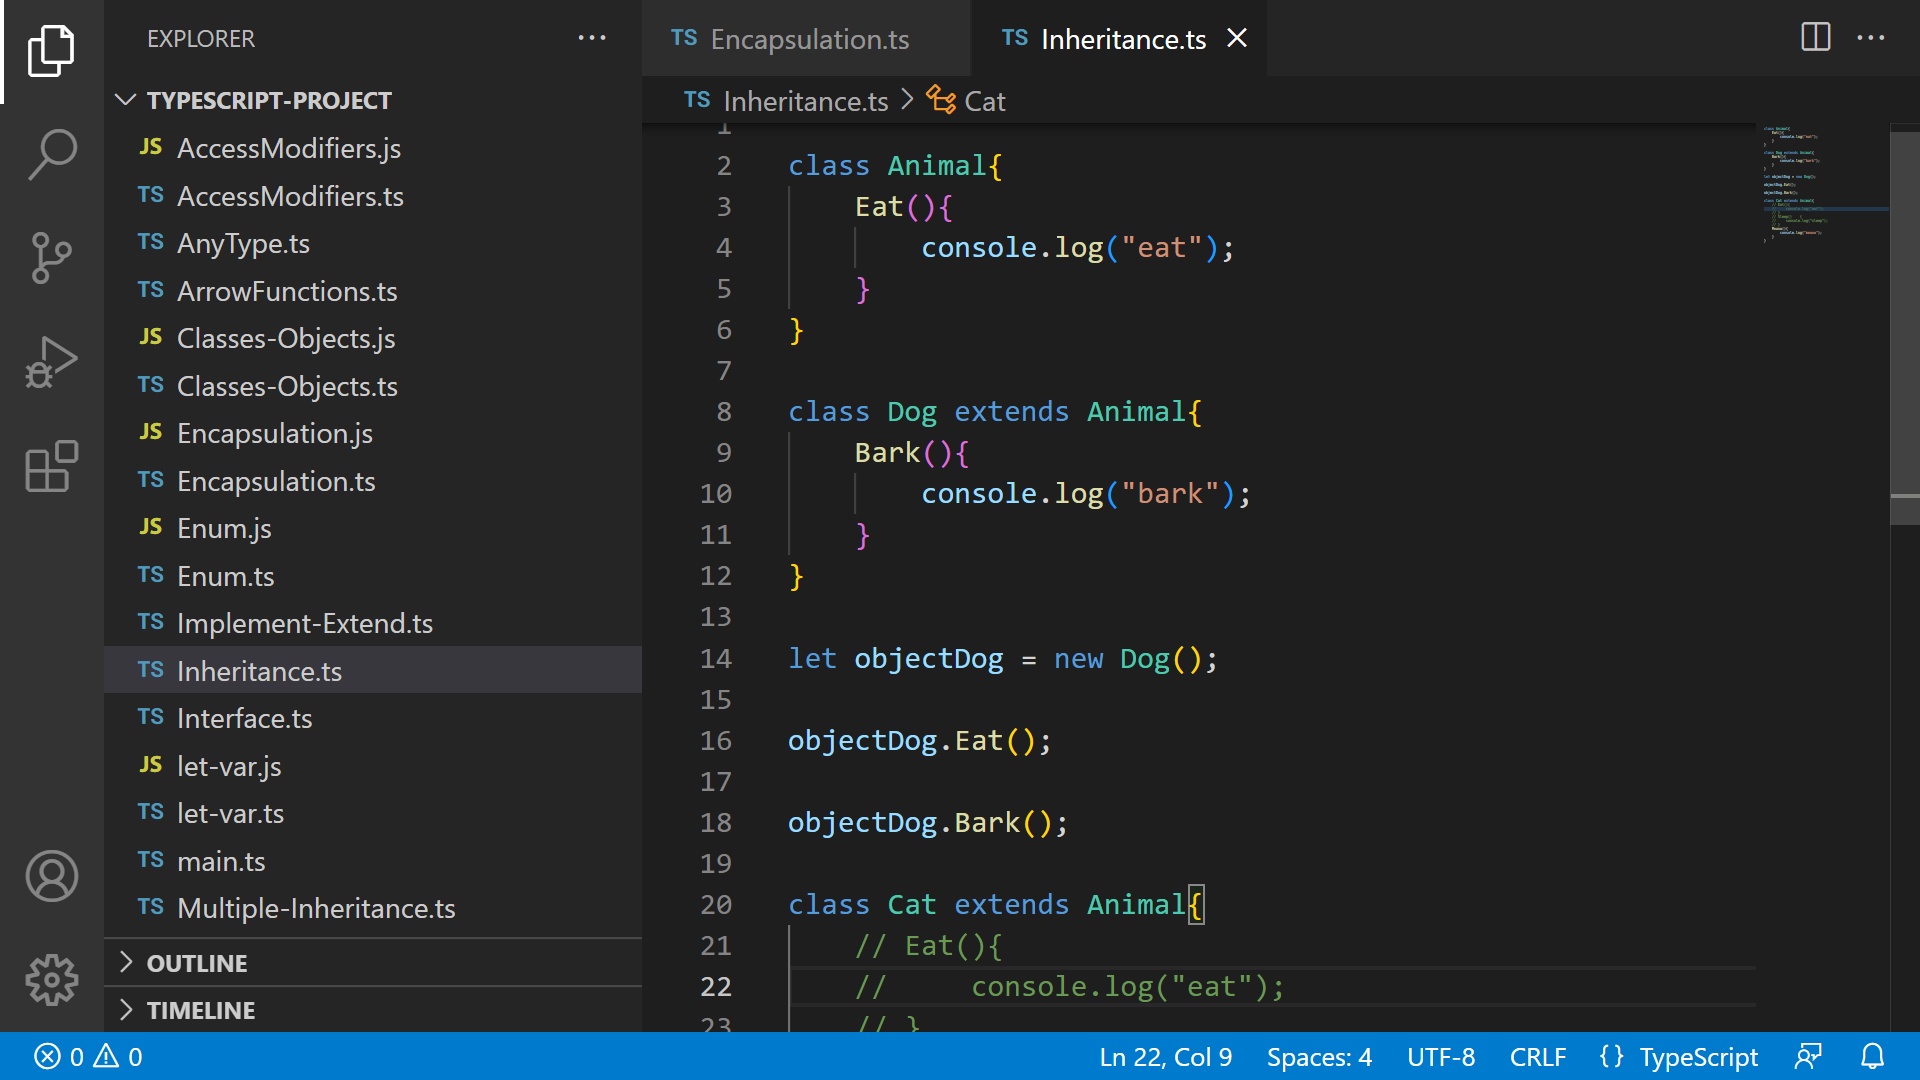 EXPLORER
TYPESCRIPT-PROJECT
JS AccessModifiers.js
TS AccessModifiers.ts
TS AnyType.ts
TS ArrowFunctions.ts
JS Classes-Objects.js
TS Classes-Objects.ts
JS Encapsulation.js
TS Encapsulation.ts
JS Enum.js
TS Enum.ts
TS Implement-Extend.ts
TS Inheritance.ts
TS Interface.ts
JS let-var.js
TS let-var.ts
TS main.ts
TS Multiple-Inheritance.ts
OUTLINE
TIMELINE
TS Encapsulation.ts
TS Inheritance.ts
TS Inheritance.ts > Cat
1
2 class Animal{
3 Eat(){
4 console.log("eat");
5 }
6 }
7
8 class Dog extends Animal{
9 Bark(){
10 console.log("bark");
11 }
12 }
13
14 let objectDog = new Dog();
15
16 objectDog.Eat();
17
18 objectDog.Bark();
19
20 class Cat extends Animal{
21 // Eat(){
22 // console.log("eat");
23 // }
0 0
Ln 22, Col 9
Spaces: 4
UTF-8
CRLF
{} TypeScript